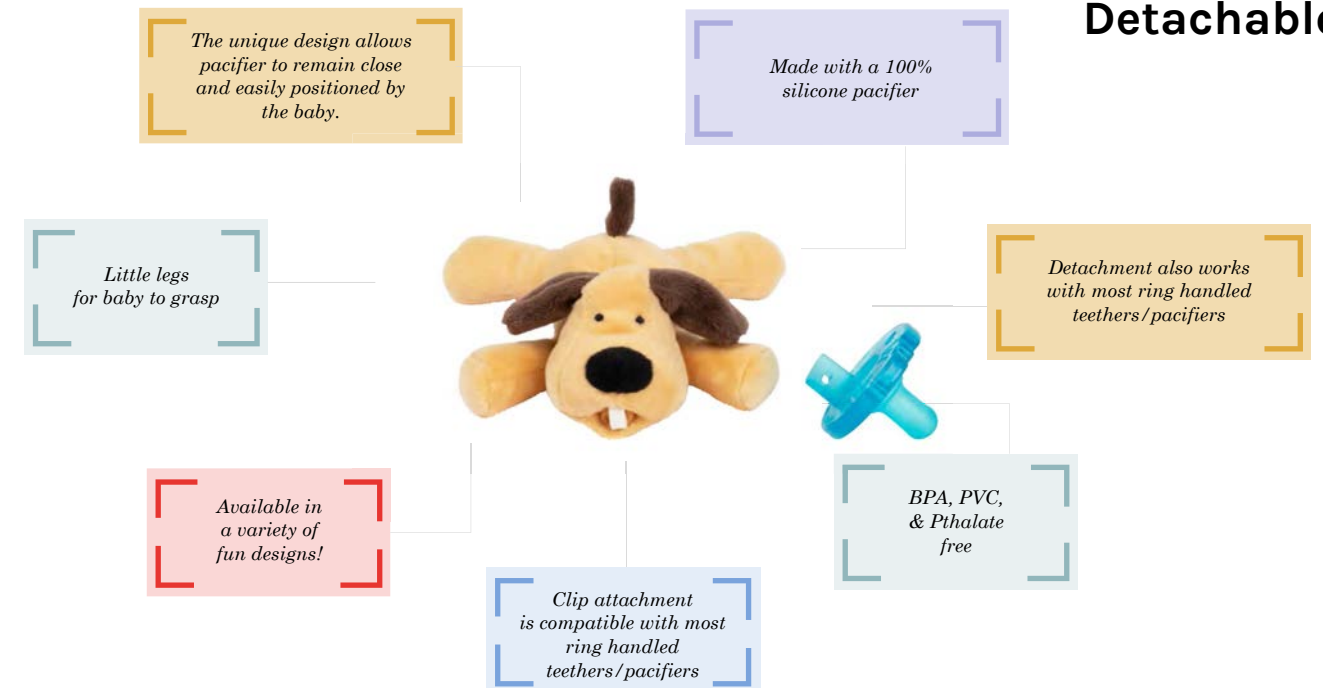 Detachable
The unique design allows
pacifier to remain close
and easily positioned by
the baby.
Made with a 100%
silicone pacifier
Little legs
for baby to grasp
Detachment also works
with most ring handled
teethers/pacifiers
Available in
a variety of
fun designs!
BPA, PVC,
& Pthalate
free
Clip attachment
is compatible with most
ring handled
teethers/pacifiers